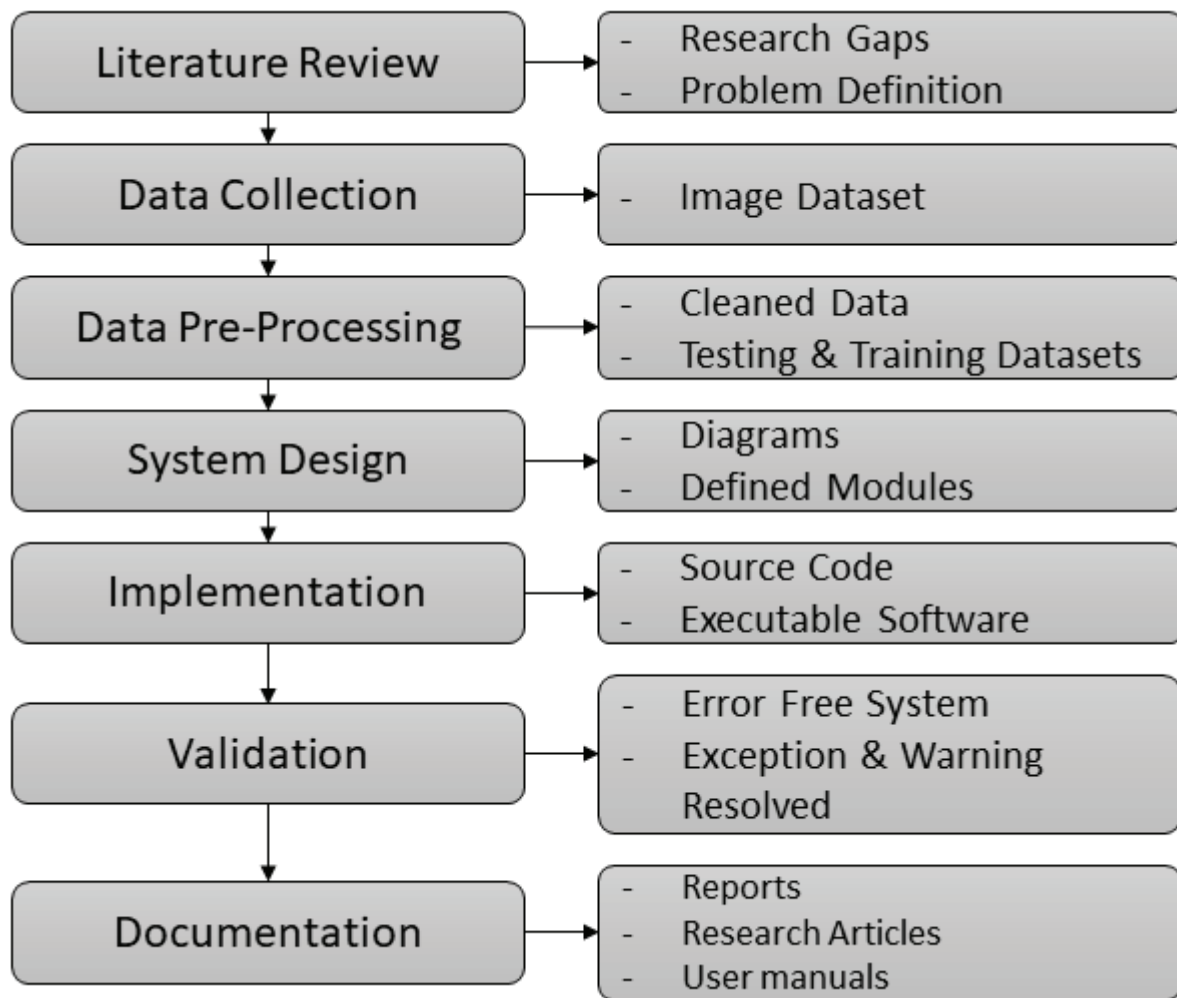 Literature Review
- Research Gaps
- Problem Definition
Data Collection
- Image Dataset
Data Pre-Processing
- Cleaned Data
- Testing & Training Datasets
System Design
- Diagrams
- Defined Modules
Implementation
- Source Code
- Executable Software
Validation
- Error Free System
- Exception & Warning
Resolved
Documentation
- Reports
- Research Articles
- User manuals